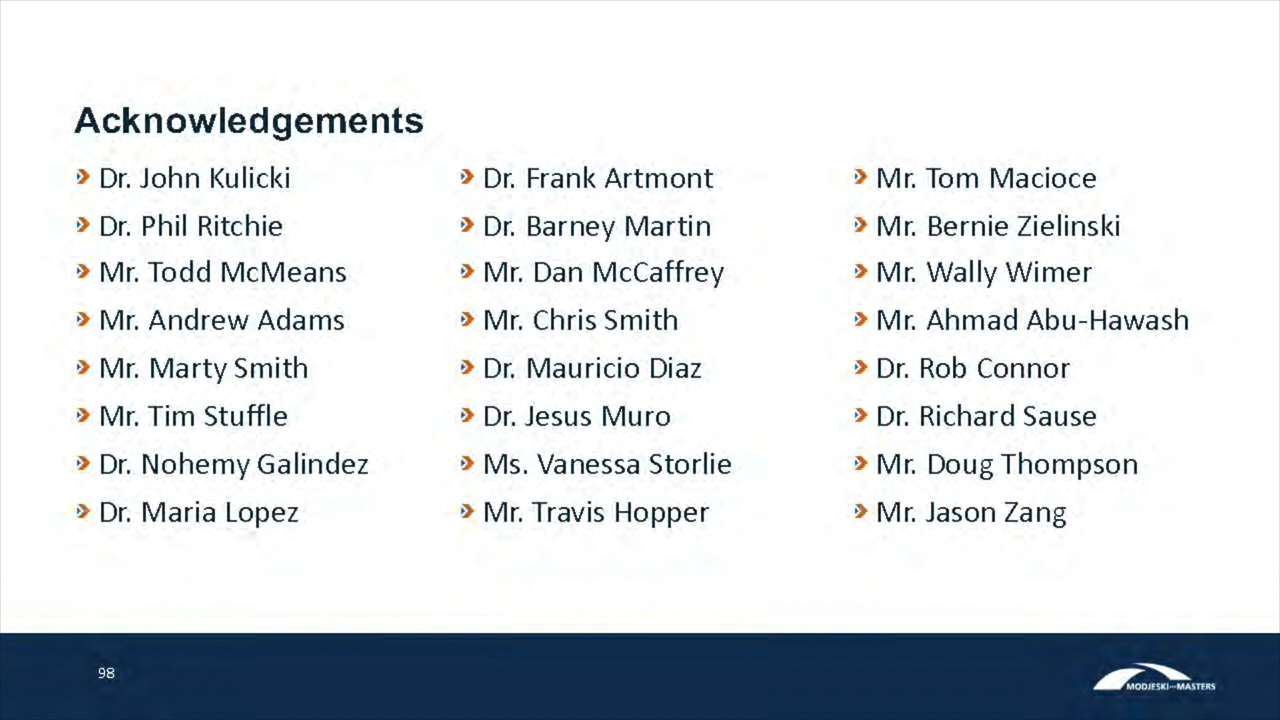 Acknowledgements
Dr. John Kulicki
Dr. Phil Ritchie
Mr. Todd McMeans
Mr. Andrew Adams
Mr. Marty Smith
Mr. Tim Stuffle
Dr. Nohemy Galindez
Dr. Maria Lopez
Dr. Frank Artmont
Dr. Barney Martin
Mr. Dan McCaffrey
Mr. Chris Smith
Dr. Mauricio Diaz
Dr. Jesus Muro
Ms. Vanessa Storlie
Mr. Travis Hopper
Mr. Tom Macioce
Mr. Bernie Zielinski
Mr. Wally Wimer
Mr. Ahmad Abu-Hawash
Dr. Rob Connor
Dr. Richard Sause
Mr. Doug Thompson
Mr. Jason Zang
98
MODJESKI and MASTERS